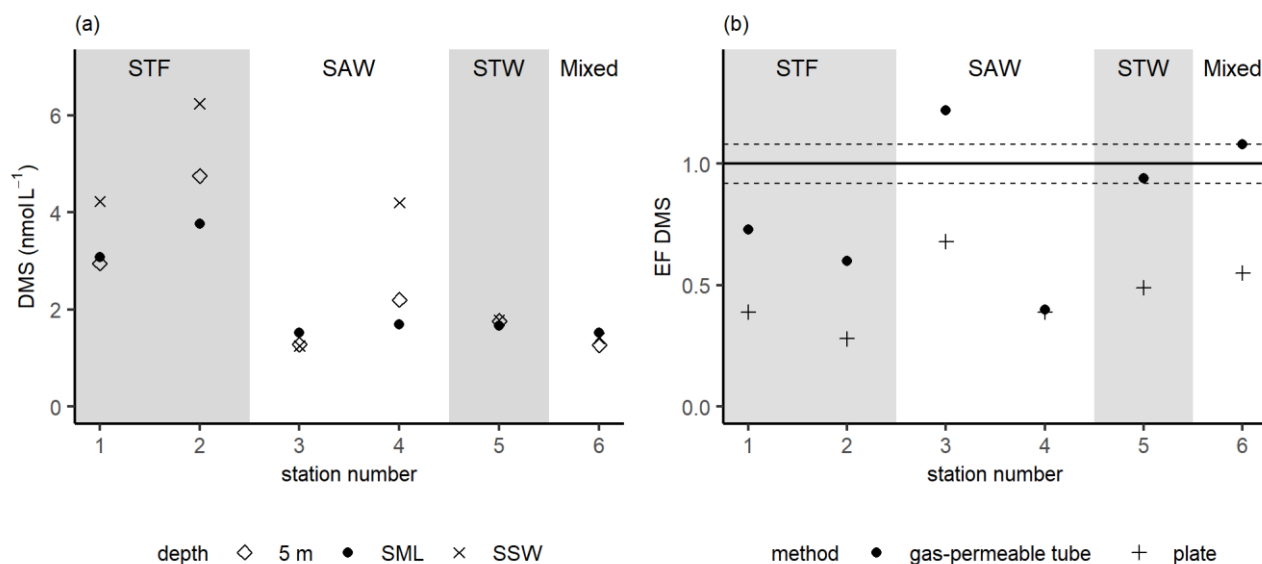 (a)
STF SAW STW Mixed
6
4
2
0
DMS (nmol L⁻¹)
1 2 3 4 5 6
station number
depth 5 m SML SSW
(b)
STF SAW STW Mixed
1.0
0.5
0.0
EF DMS
1 2 3 4 5 6
station number
method gas-permeable tube plate